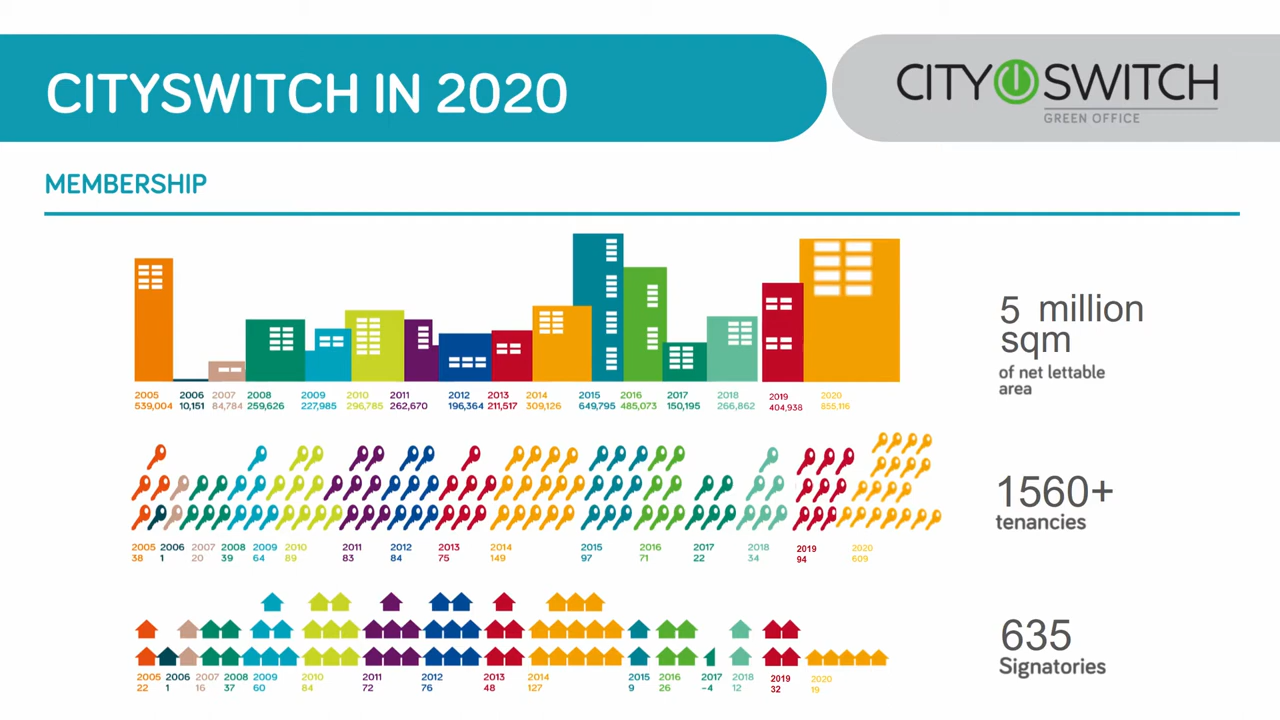 CITYSWITCH IN 2020
CITY SWITCH
GREEN OFFICE
MEMBERSHIP
5 million
sqm
of net lettable
area
2005 2006 2007 2008 2009 2010 2011 2012 2013 2014 2015 2016 2017 2018 2019 2020
539,004 10,151 84,784 259,626 227,985 296,785 262,670 196,364 211,517 309,126 649,795 485,073 150,195 266,862 404,938 855,116
1560+
tenancies
2005 2006 2007 2008 2009 2010 2011 2012 2013 2014 2015 2016 2017 2018 2019 2020
38 1 20 39 64 89 83 84 75 149 97 71 22 34 94 609
635
Signatories
2005 2006 2007 2008 2009 2010 2011 2012 2013 2014 2015 2016 2017 2018 2019 2020
22 1 16 37 60 84 72 76 48 127 9 26 -4 12 32 19